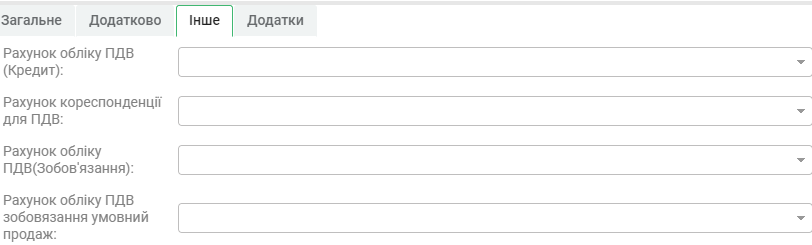 Загальне Додатково Інше Додатки
Рахунок обліку ПДВ
(Кредит):
Рахунок кореспонденції
для ПДВ:
Рахунок обліку
ПДВ(Зобов'язання):
Рахунок обліку ПДВ
зобовязання умовний
продаж: